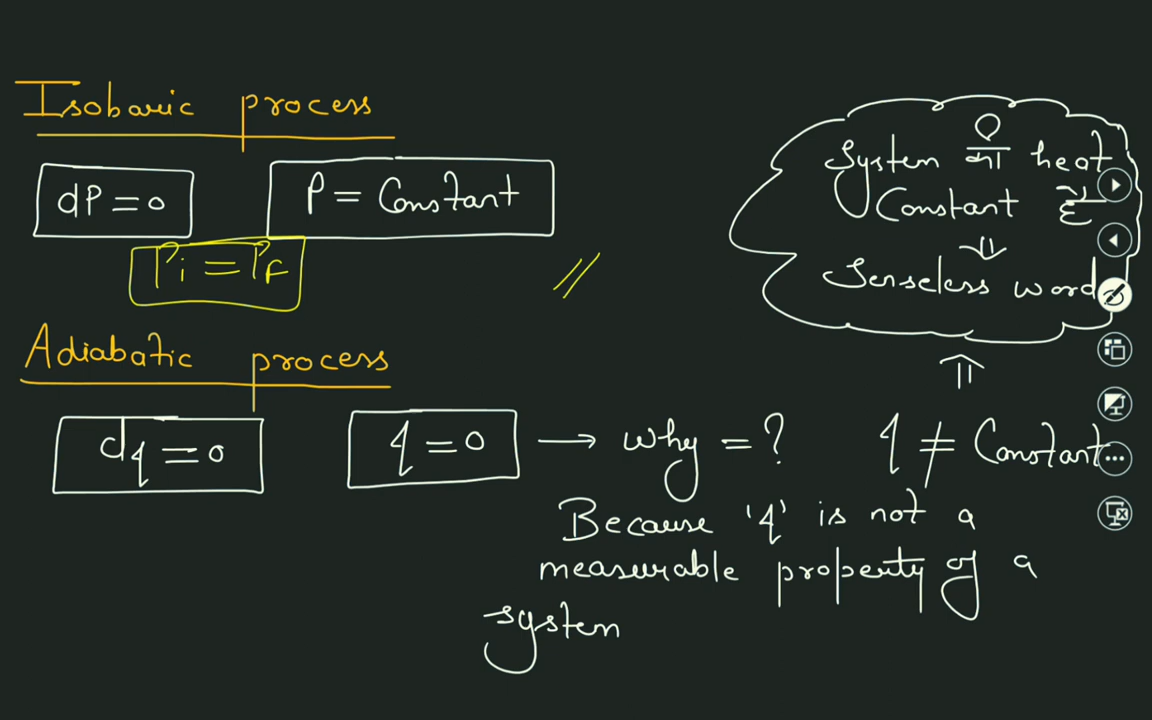 Isobaric process
dP = 0
P = Constant
Pi = PF
Adiabatic process
dq = 0
q = 0 → why = ?
Because 'q' is not a
measurable property of a
system
System का heat
Constant है
⇓
Senseless word
⇑
q ≠ Constant